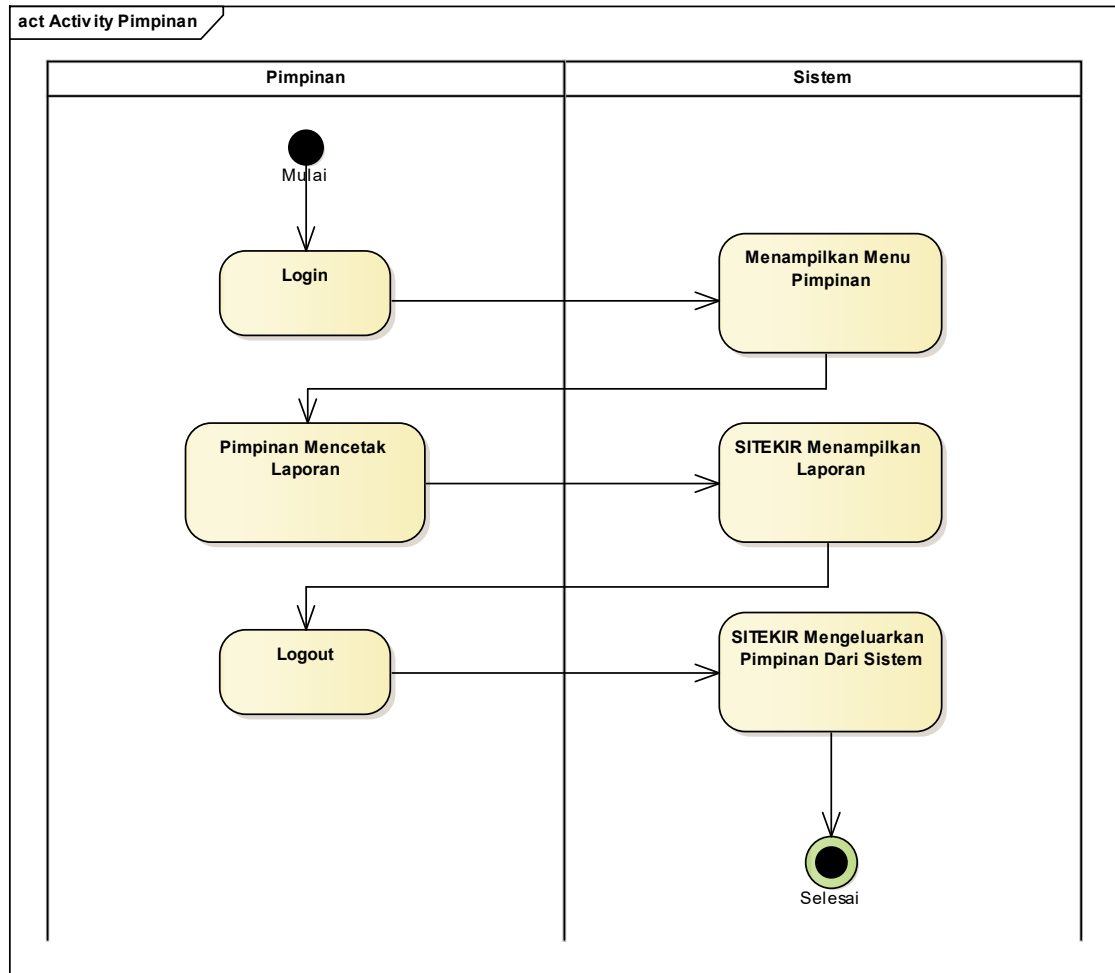 act Activity Pimpinan
Pimpinan
Sistem
Mulai
Login
Menampilkan Menu
Pimpinan
Pimpinan Mencetak
Laporan
SITEKIR Menampilkan
Laporan
Logout
SITEKIR Mengeluarkan
Pimpinan Dari Sistem
Selesai